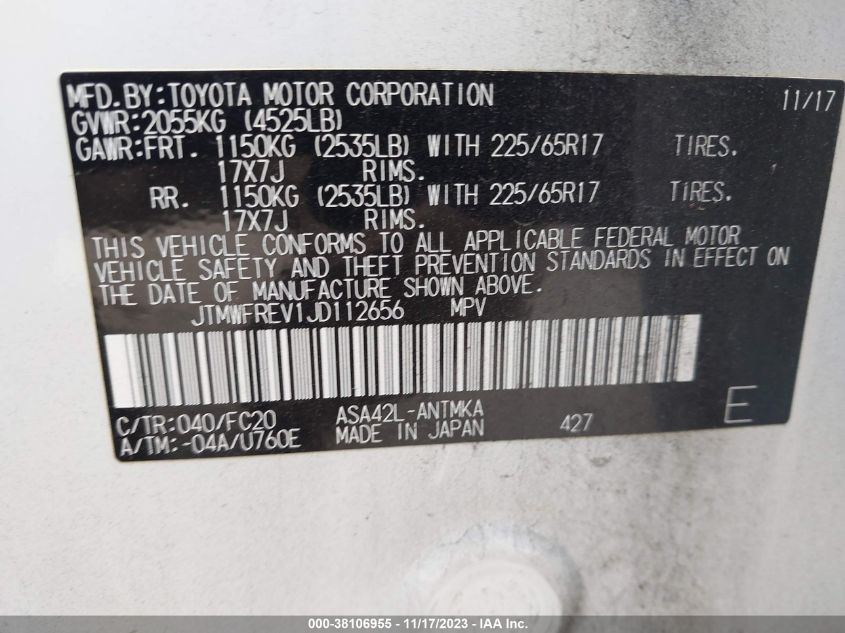 MFD.BY:TOYOTA MOTOR CORPORATION 11/17
GVWR:2055KG (4525LB)
GAWR:FRT. 1150KG (2535LB) WITH 225/65R17 TIRES.
17X7J RIMS.
RR. 1150KG (2535LB) WITH 225/65R17 TIRES.
17X7J RIMS.
THIS VEHICLE CONFORMS TO ALL APPLICABLE FEDERAL MOTOR
VEHICLE SAFETY AND THEFT PREVENTION STANDARDS IN EFFECT ON
THE DATE OF MANUFACTURE SHOWN ABOVE.
JTMWFREV1JD112656 MPV
C/TR:040/FC20 ASA42L-ANTMKA 427 E
A/TM:-04A/U760E MADE IN JAPAN
000-38106955 - 11/17/2023 - IAA Inc.